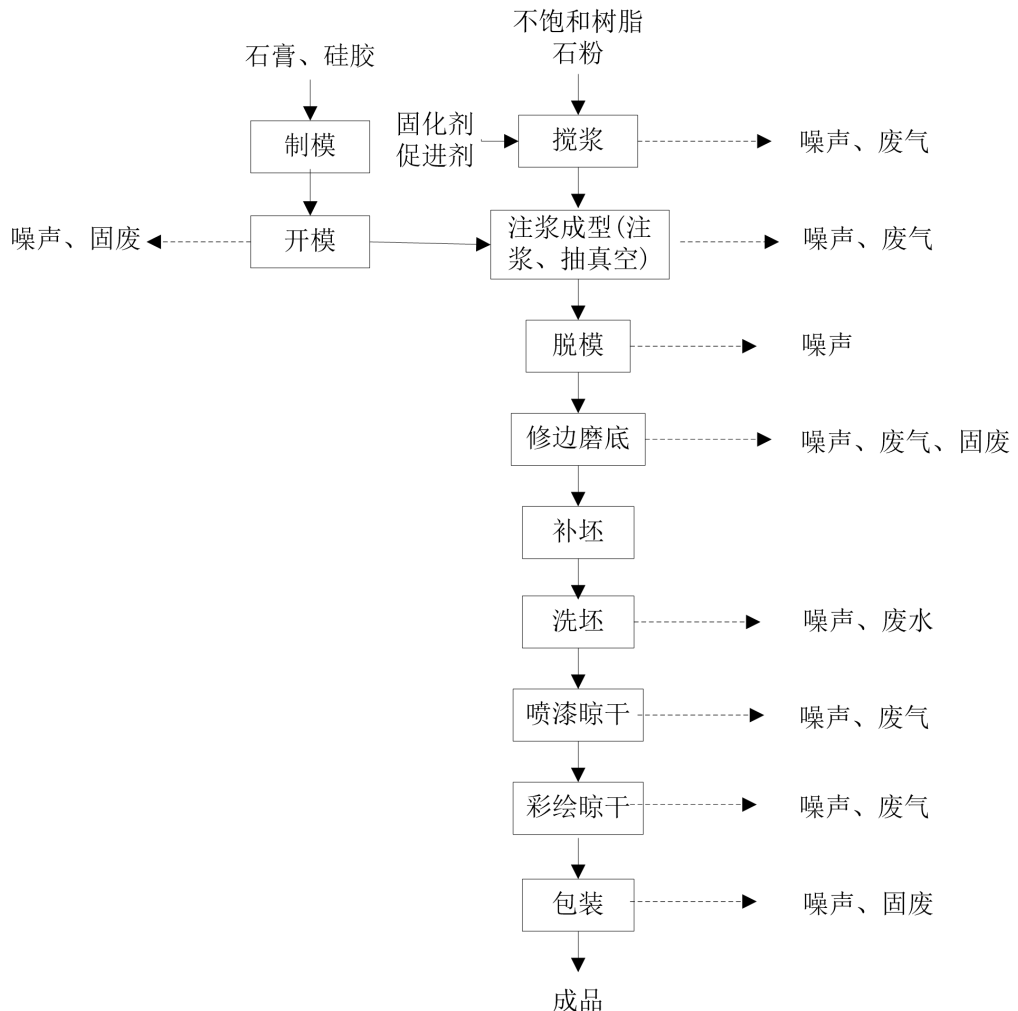 不饱和树脂
石粉
石膏、硅胶
固化剂
促进剂
制模
搅浆
噪声、废气
噪声、固废
开模
注浆成型(注
浆、抽真空)
噪声、废气
脱模
噪声
修边磨底
噪声、废气、固废
补坯
洗坯
噪声、废水
喷漆晾干
噪声、废气
彩绘晾干
噪声、废气
包装
噪声、固废
成品